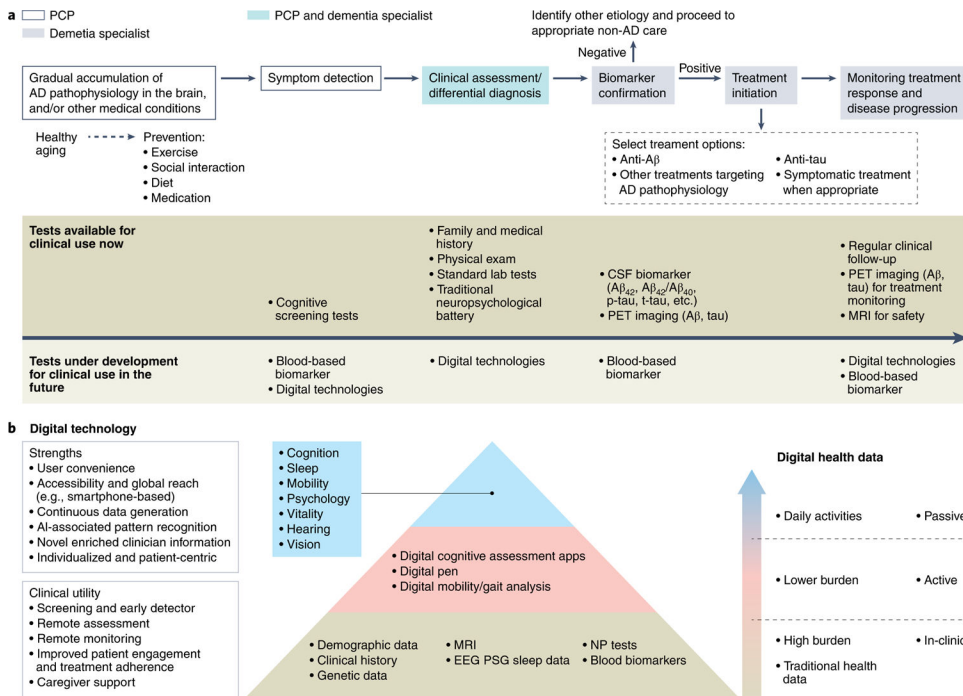 a
PCP
Demetia specialist
PCP and dementia specialist
Identify other etiology and proceed to
appropriate non-AD care
Negative
Gradual accumulation of
AD pathophysiology in the brain,
and/or other medical conditions
Symptom detection
Clinical assessment/
differential diagnosis
Biomarker
confirmation
Positive
Treatment
initiation
Monitoring treatment
response and
disease progression
Healthy
aging
Prevention:
• Exercise
• Social interaction
• Diet
• Medication
Select treament options:
• Anti-Aβ
• Other treatments targeting
AD pathophysiology
• Anti-tau
• Symptomatic treatment
when appropriate
Tests available for
clinical use now
• Cognitive
screening tests
• Family and medical
history
• Physical exam
• Standard lab tests
• Traditional
neuropsychological
battery
• CSF biomarker
(Aβ42, Aβ42/Aβ40,
p-tau, t-tau, etc.)
• PET imaging (Aβ, tau)
• Regular clinical
follow-up
• PET imaging (Aβ,
tau) for treatment
monitoring
• MRI for safety
Tests under development
for clinical use in the
future
• Blood-based
biomarker
• Digital technologies
• Digital technologies
• Blood-based
biomarker
• Digital technologies
• Blood-based
biomarker
b Digital technology
Strengths
• User convenience
• Accessibility and global reach
(e.g., smartphone-based)
• Continuous data generation
• AI-associated pattern recognition
• Novel enriched clinician information
• Individualized and patient-centric
Clinical utility
• Screening and early detector
• Remote assessment
• Remote monitoring
• Improved patient engagement
and treatment adherence
• Caregiver support
• Cognition
• Sleep
• Mobility
• Psychology
• Vitality
• Hearing
• Vision
• Digital cognitive assessment apps
• Digital pen
• Digital mobility/gait analysis
• Demographic data
• Clinical history
• Genetic data
• MRI
• EEG PSG sleep data
• NP tests
• Blood biomarkers
Digital health data
• Daily activities
• Passive
• Lower burden
• Active
• High burden
• In-clinic
• Traditional health
data